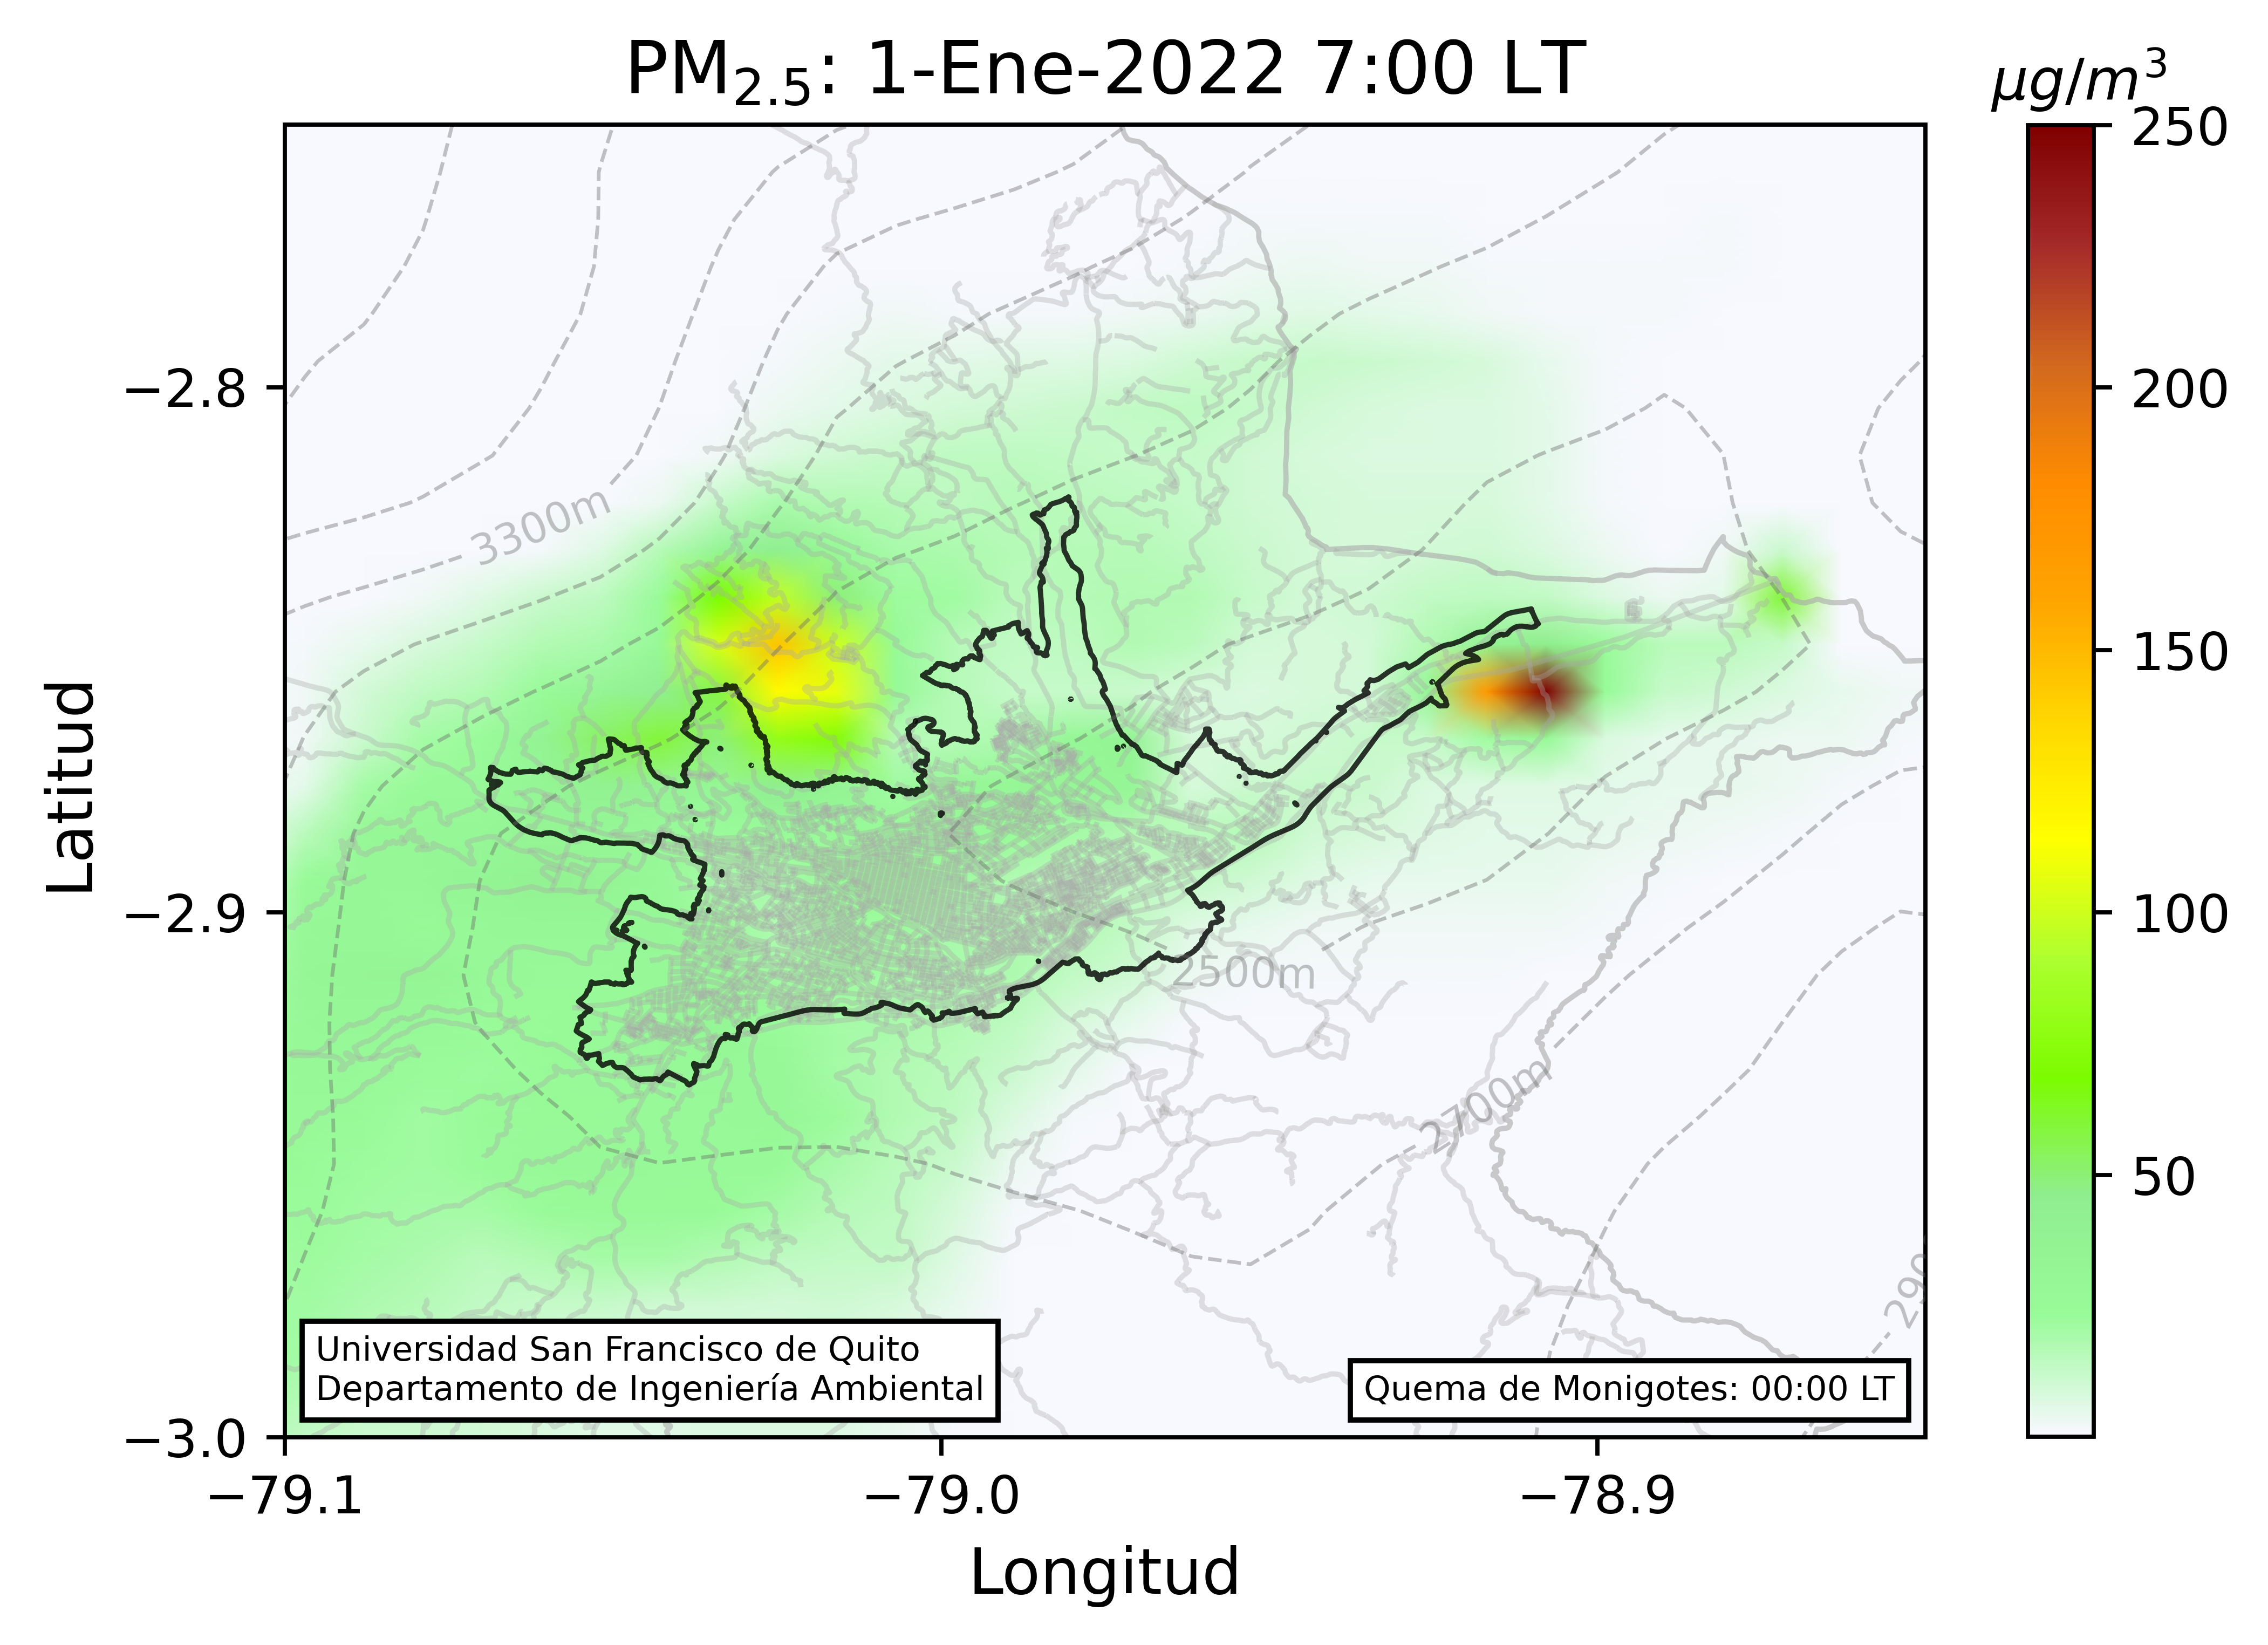 PM2.5: 1-Ene-2022 7:00 LT
μg/m³
250
200
150
100
50
Latitud
−2.8
−2.9
−3.0
3300m
2500m
2700m
290
Universidad San Francisco de Quito
Departamento de Ingeniería Ambiental
Quema de Monigotes: 00:00 LT
−79.1
−79.0
−78.9
Longitud